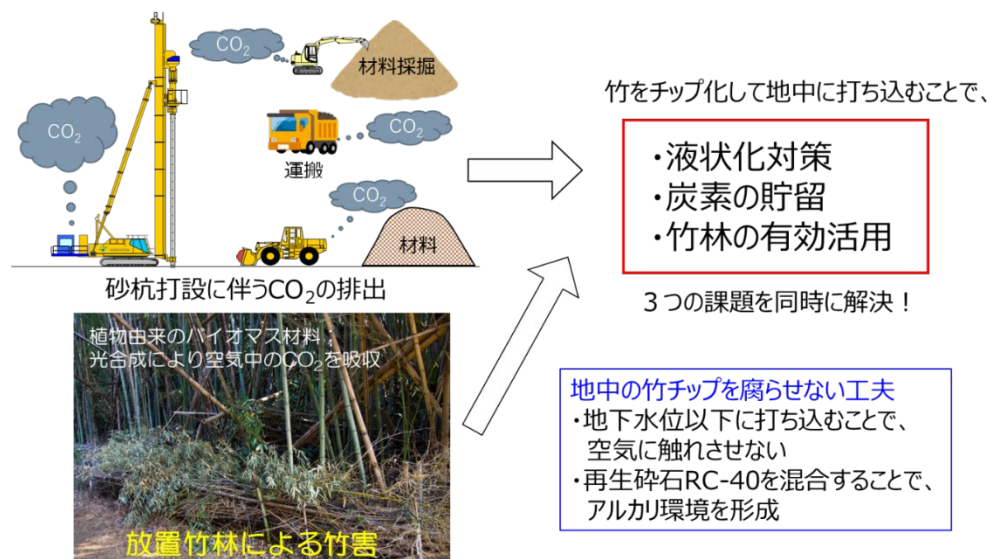 CO₂
材料採掘
CO₂
CO₂
運搬
CO₂
材料
砂杭打設に伴うCO₂の排出
植物由来のバイオマス材料;
光合成により空気中のCO₂を吸収
放置竹林による竹害
竹をチップ化して地中に打ち込むことで、
・液状化対策
・炭素の貯留
・竹林の有効活用
３つの課題を同時に解決！
地中の竹チップを腐らせない工夫
・地下水位以下に打ち込むことで、
空気に触れさせない
・再生砕石RC-40を混合することで、
アルカリ環境を形成